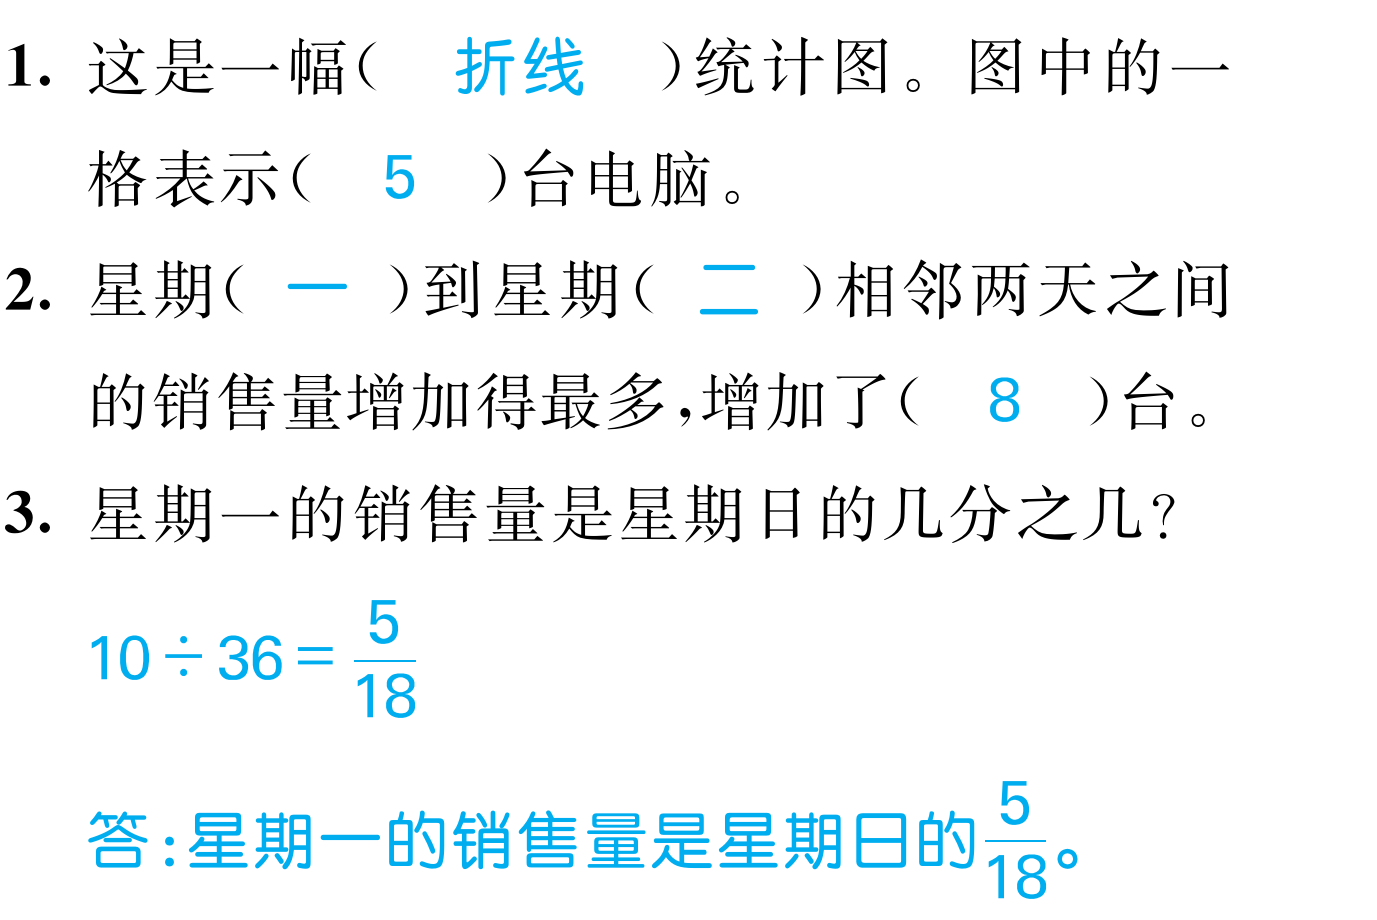 1. 这是一幅( 折线 )统计图。图中的一
格表示( 5 )台电脑。
2. 星期( 一 )到星期( 二 )相邻两天之间
的销售量增加得最多,增加了( 8 )台。
3. 星期一的销售量是星期日的几分之几?
10÷36=5/18
答:星期一的销售量是星期日的5/18。